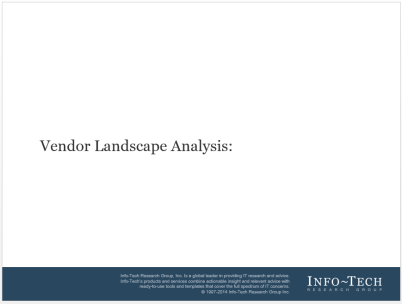 Vendor Landscape Analysis:
Info-Tech Research Group, Inc. Is a global leader in providing IT research and advice.
Info-Tech's products and services combine actionable insight and relevant advice with
ready-to-use tools and templates that cover the full spectrum of IT concerns.
© 1997-2014 Info-Tech Research Group Inc.
INFO~TECH
RESEARCH GROUP